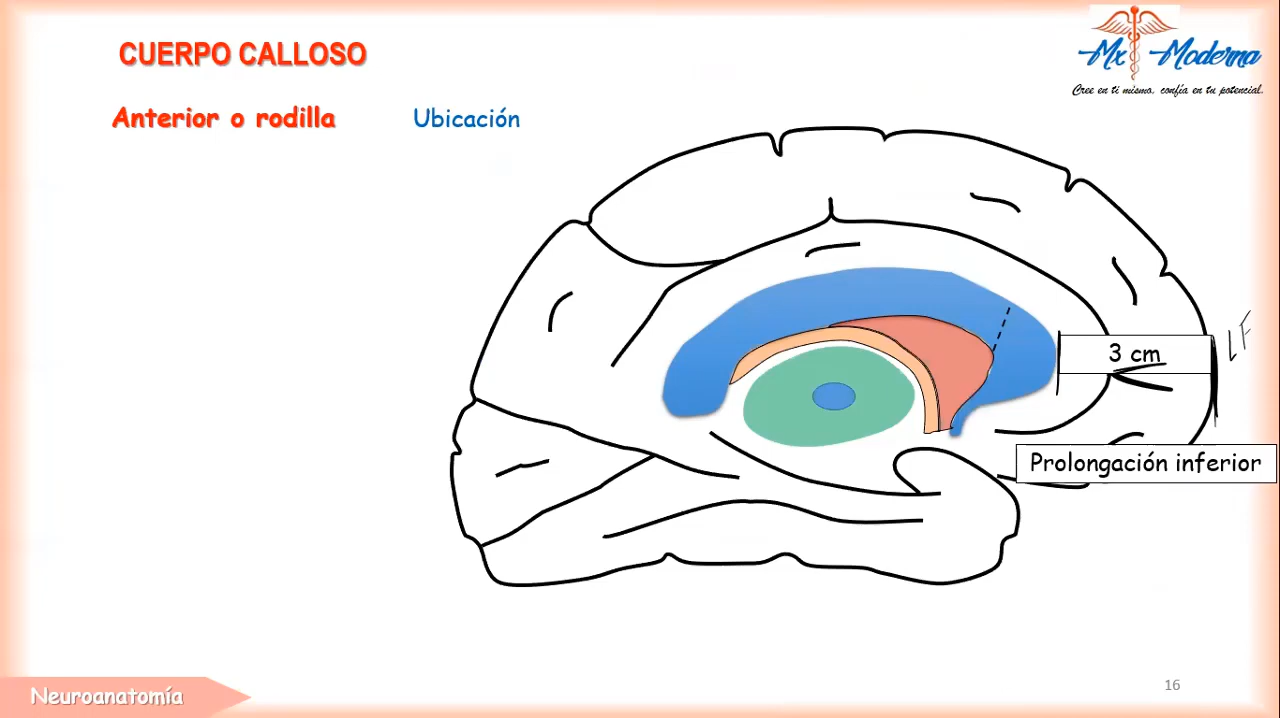 CUERPO CALLOSO
Mx Moderna
Cree en ti mismo, confía en tu potencial.
Anterior o rodilla
Ubicación
3 cm
LF
Prolongación inferior
Neuroanatomía
16